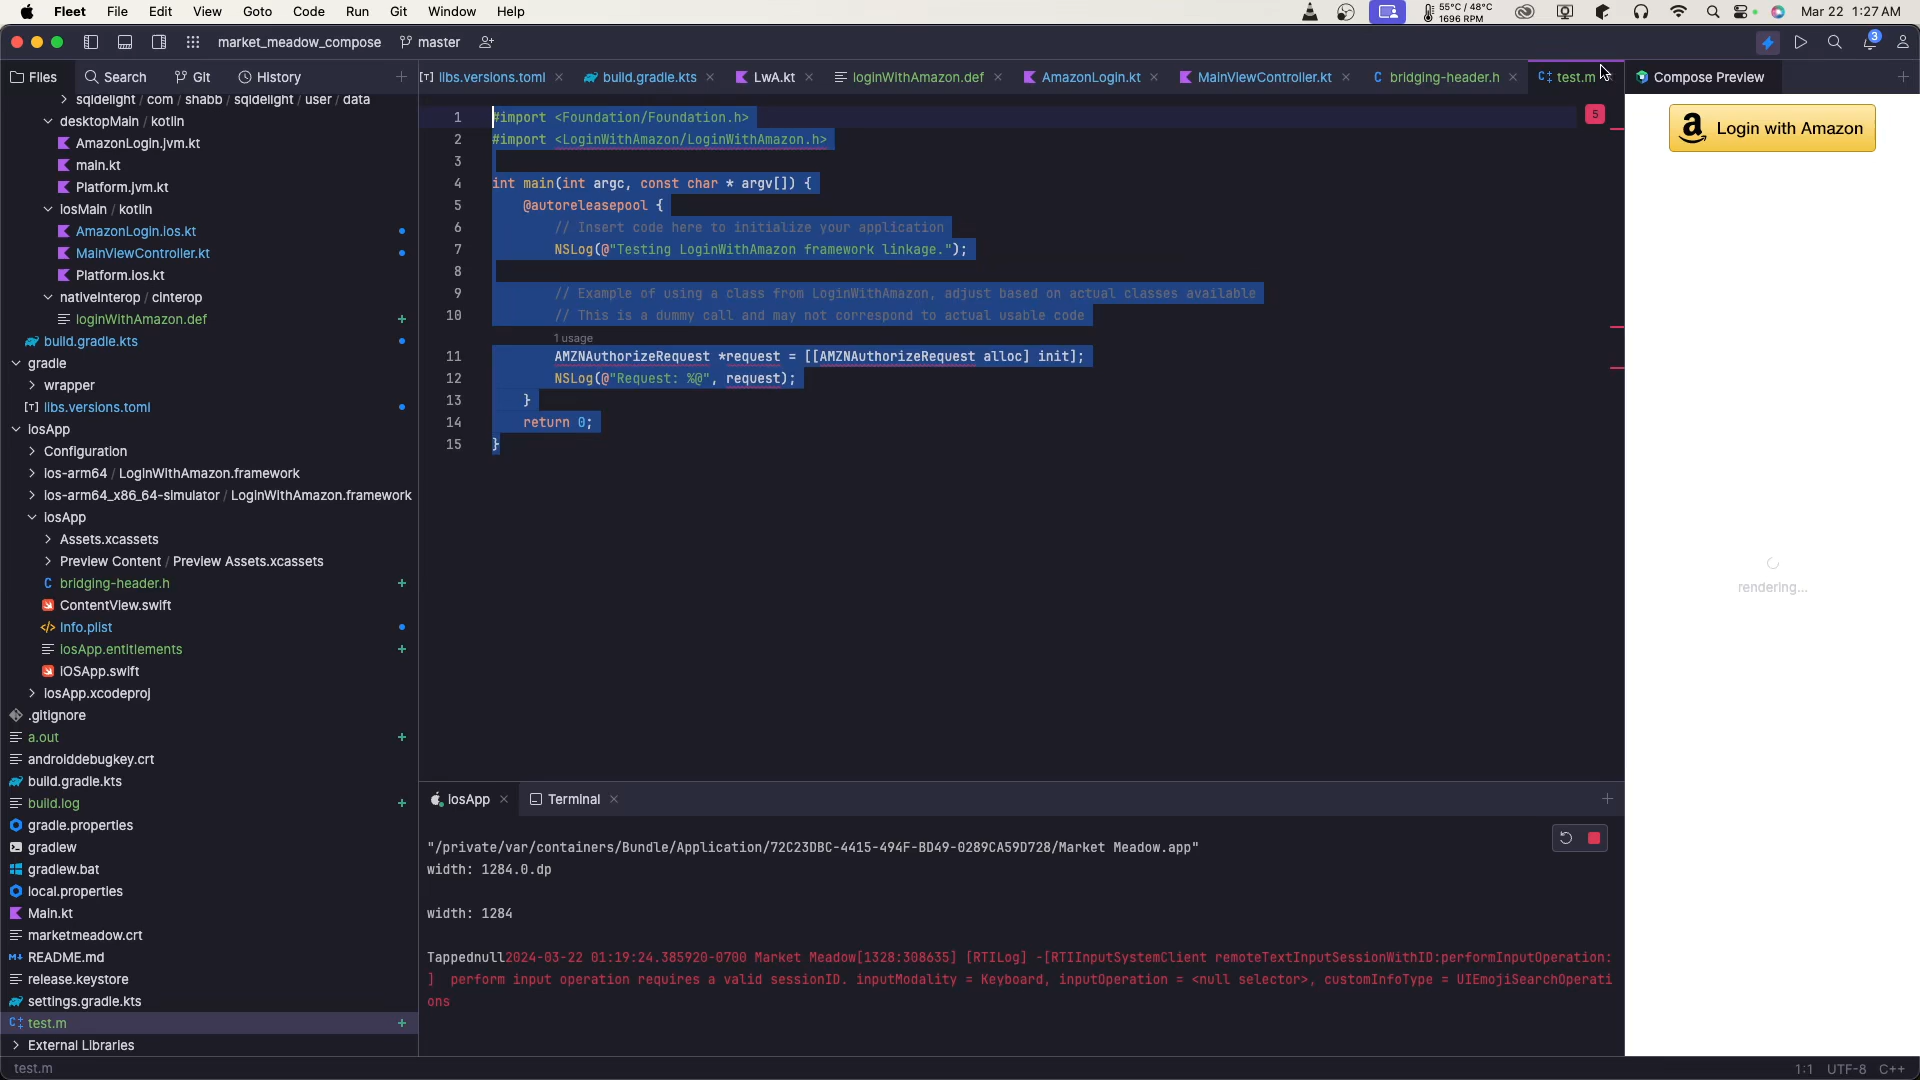 Fleet File Edit View Goto Code Run Git Window Help
55°C / 48°C
1696 RPM
Mar 22 1:27 AM
market_meadow_compose master
3
Files Search Git History
libs.versions.toml build.gradle.kts LwA.kt loginWithAmazon.def AmazonLogin.kt MainViewController.kt bridging-header.h test.m
Compose Preview
sqldelight / com / shabb / sqldelight / user / data
desktopMain / kotlin
AmazonLogin.jvm.kt
main.kt
Platform.jvm.kt
iosMain / kotlin
AmazonLogin.ios.kt
MainViewController.kt
Platform.ios.kt
nativeInterop / cinterop
loginWithAmazon.def
build.gradle.kts
gradle
wrapper
libs.versions.toml
iosApp
Configuration
ios-arm64 / LoginWithAmazon.framework
ios-arm64_x86_64-simulator / LoginWithAmazon.framework
iosApp
Assets.xcassets
Preview Content / Preview Assets.xcassets
bridging-header.h
ContentView.swift
Info.plist
iosApp.entitlements
iOSApp.swift
iosApp.xcodeproj
.gitignore
a.out
androiddebugkey.crt
build.gradle.kts
build.log
gradle.properties
gradlew
gradlew.bat
local.properties
Main.kt
marketmeadow.crt
README.md
release.keystore
settings.gradle.kts
test.m
External Libraries
1 #import <Foundation/Foundation.h>
2 #import <LoginWithAmazon/LoginWithAmazon.h>
3
4 int main(int argc, const char * argv[]) {
5 @autoreleasepool {
6 // Insert code here to initialize your application
7 NSLog(@"Testing LoginWithAmazon framework linkage.");
8
9 // Example of using a class from LoginWithAmazon, adjust based on actual classes available
10 // This is a dummy call and may not correspond to actual usable code
1 usage
11 AMZNAuthorizeRequest *request = [[AMZNAuthorizeRequest alloc] init];
12 NSLog(@"Request: %@", request);
13 }
14 return 0;
15 }
5
Login with Amazon
rendering...
iosApp Terminal
"/private/var/containers/Bundle/Application/72C23DBC-4415-494F-BD49-0289CA59D728/Market Meadow.app"
width: 1284.0.dp
width: 1284
Tappednull2024-03-22 01:19:24.385920-0700 Market Meadow[1328:308635] [RTILog] -[RTIInputSystemClient remoteTextInputSessionWithID:performInputOperation:
] perform input operation requires a valid sessionID. inputModality = Keyboard, inputOperation = <null selector>, customInfoType = UIEmojiSearchOperati
ons
test.m
1:1 UTF-8 C++